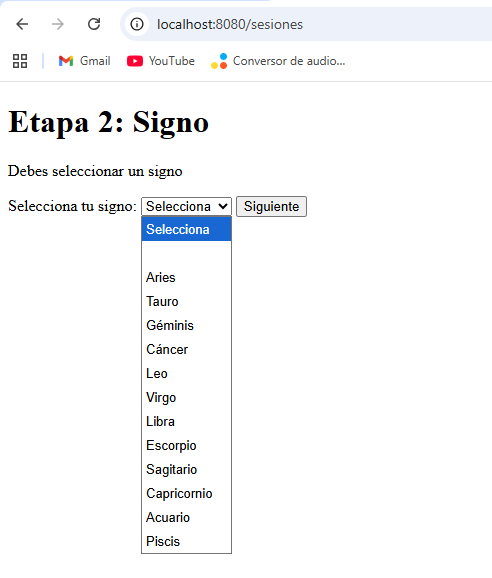 localhost:8080/sesiones
Gmail YouTube Conversor de audio...
Etapa 2: Signo
Debes seleccionar un signo
Selecciona tu signo: Selecciona Siguiente
Selecciona
Aries
Tauro
Géminis
Cáncer
Leo
Virgo
Libra
Escorpio
Sagitario
Capricornio
Acuario
Piscis